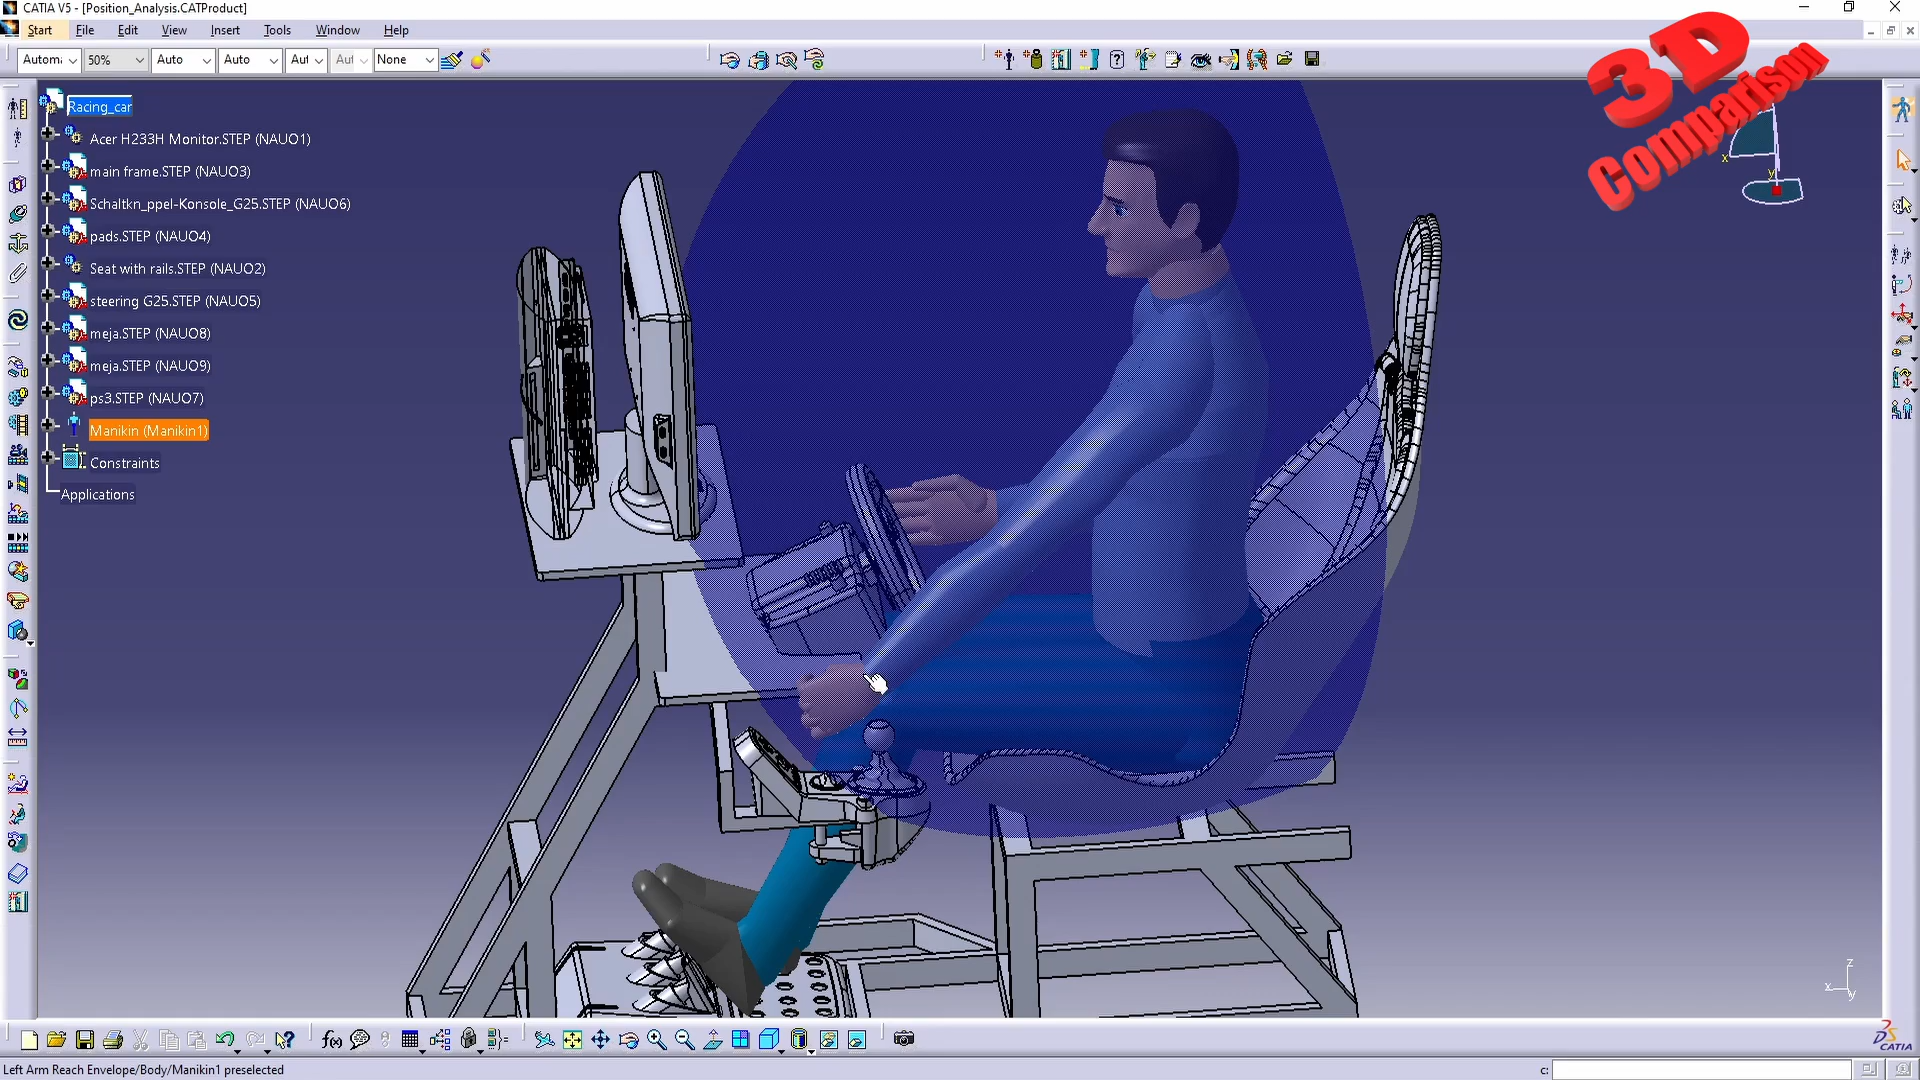 CATIA V5 - [Position_Analysis.CATProduct]
Start File Edit View Insert Tools Window Help
Automa 50% Auto Auto Aut Aut None
3D
Comparison
Racing_car
Acer H233H Monitor.STEP (NAUO1)
main frame.STEP (NAUO3)
Schaltkn_ppel-Konsole_G25.STEP (NAUO6)
pads.STEP (NAUO4)
Seat with rails.STEP (NAUO2)
steering G25.STEP (NAUO5)
meja.STEP (NAUO8)
meja.STEP (NAUO9)
ps3.STEP (NAUO7)
Manikin (Manikin1)
Constraints
Applications
x
y
z
x
y
f(x)
CATIA
Left Arm Reach Envelope/Body/Manikin1 preselected
c: